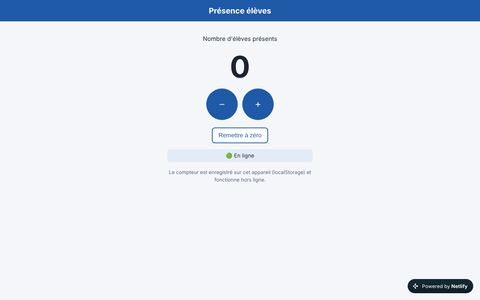 Présence élèves
Nombre d'élèves présents
0
− +
Remettre à zéro
En ligne
Le compteur est enregistré sur cet appareil (localStorage) et
fonctionne hors ligne.
Powered by Netlify